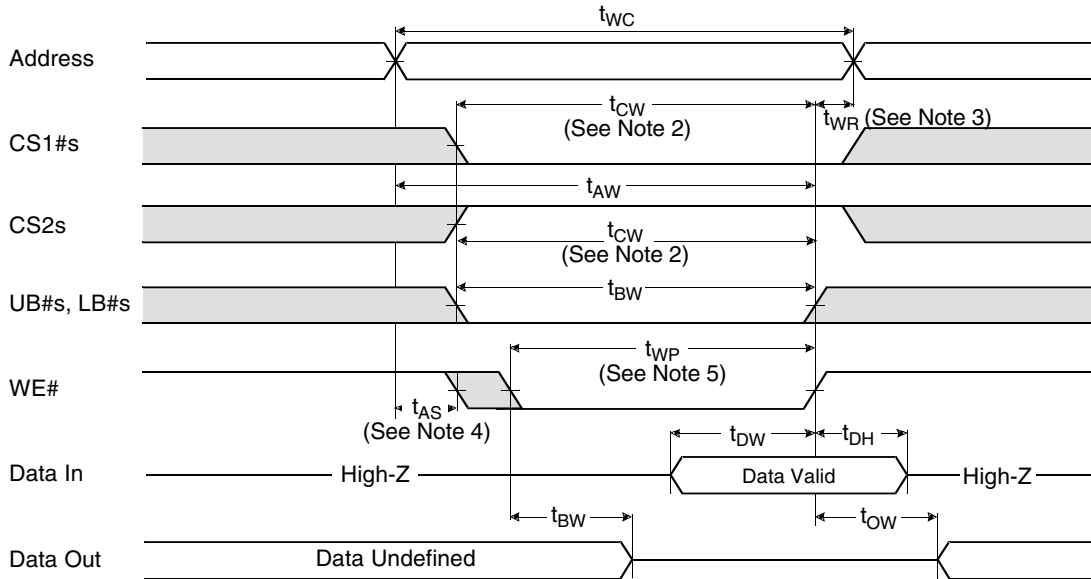 tWC
Address
tCW
(See Note 2)
tWR (See Note 3)
CS1#s
tAW
CS2s
tCW
(See Note 2)
UB#s, LB#s
tBW
tWP
(See Note 5)
WE#
tAS
(See Note 4)
tDW
tDH
Data In
High-Z
Data Valid
High-Z
tBW
tOW
Data Out
Data Undefined